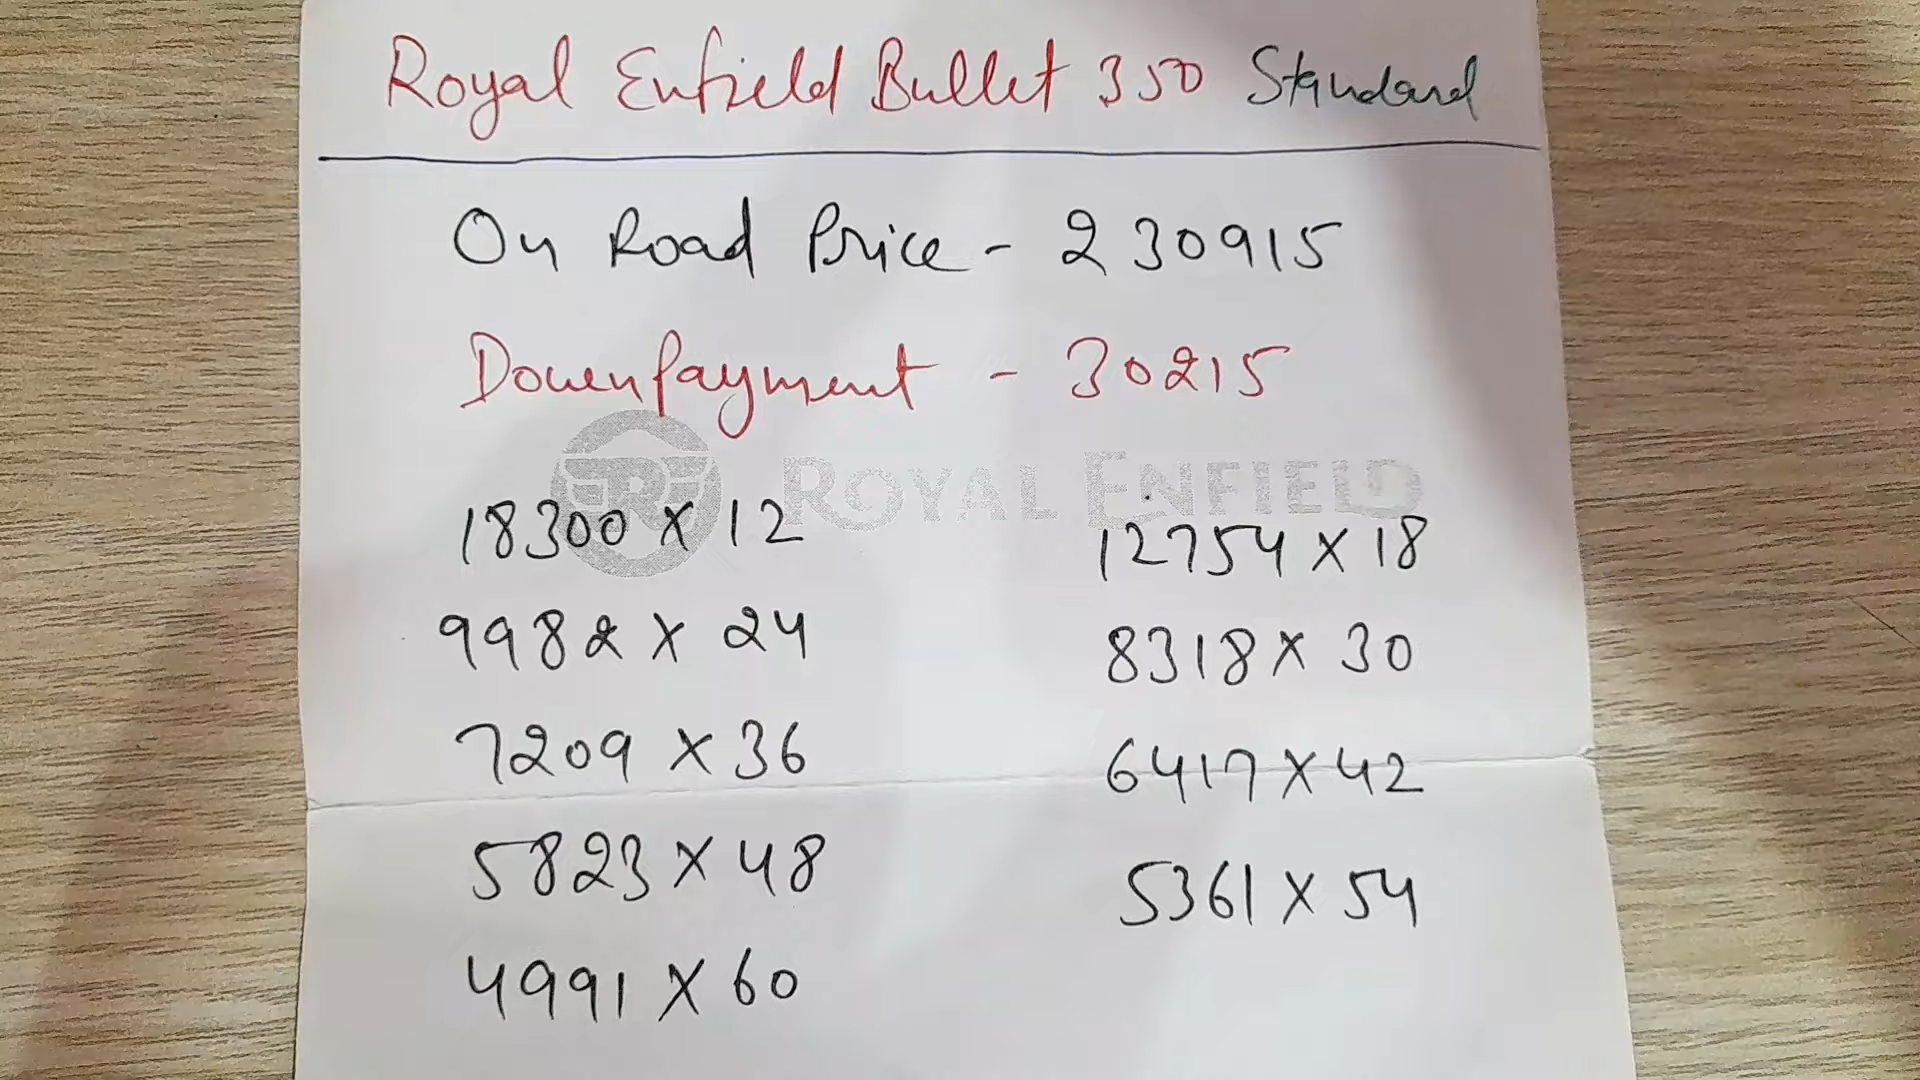 Royal Enfield Bullet 350 Standard
On Road Price - 230915
Downpayment - 30215
ROYAL ENFIELD
18300 X 12
12754 X 18
9982 X 24
8318 X 30
7209 X 36
6417 X 42
5823 X 48
5361 X 54
4991 X 60